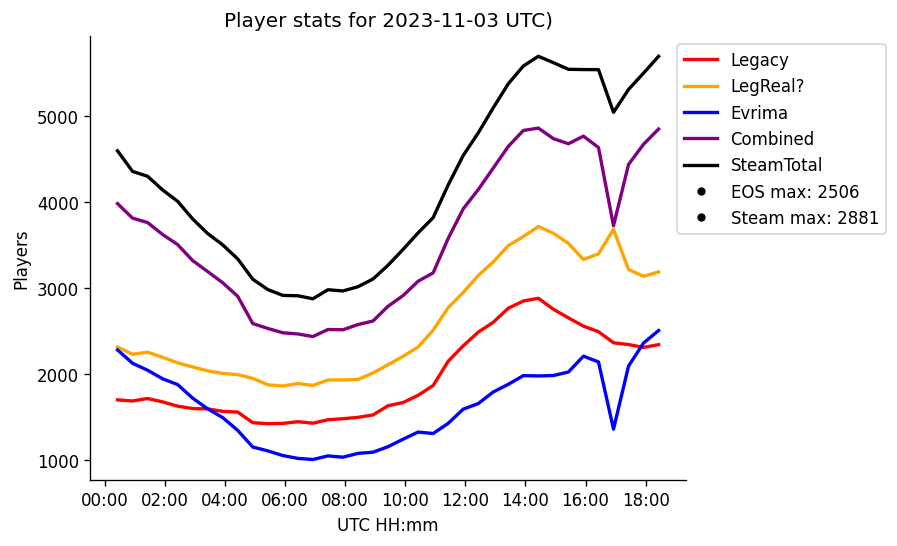 Player stats for 2023-11-03 UTC)
Legacy
LegReal?
Evrima
Combined
SteamTotal
EOS max: 2506
Steam max: 2881
Players
5000
4000
3000
2000
1000
00:00 02:00 04:00 06:00 08:00 10:00 12:00 14:00 16:00 18:00
UTC HH:mm